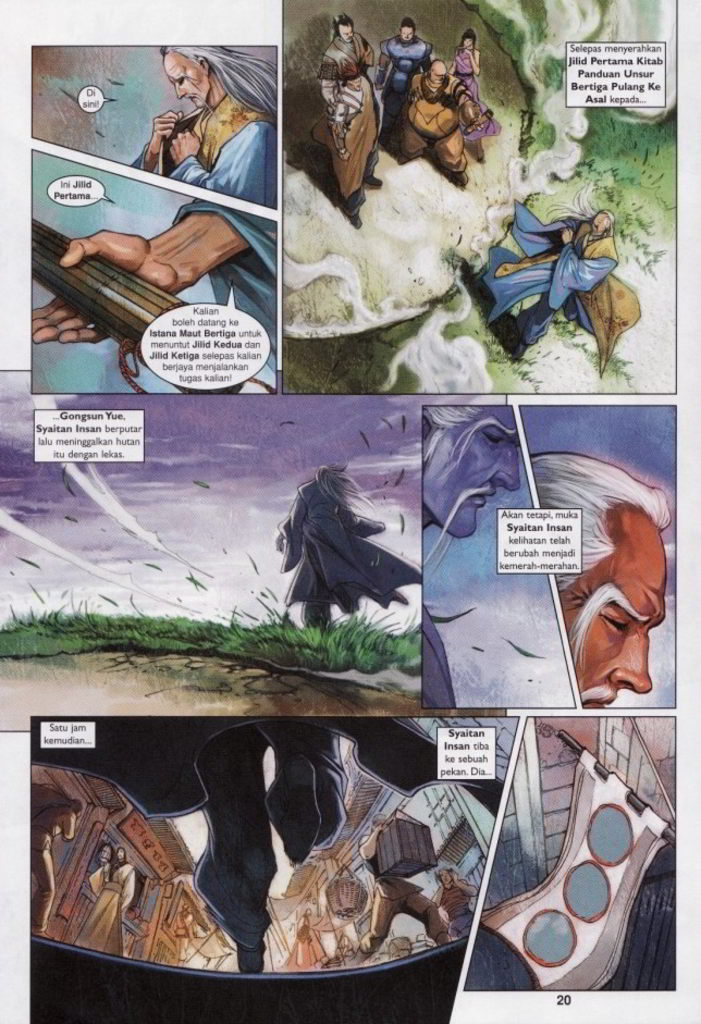 Di
sini!
Ini Jilid
Pertama...
Kalian
boleh datang ke
Istana Maut Bertiga untuk
menuntut Jilid Kedua dan
Jilid Ketiga selepas kalian
berjaya menjalankan
tugas kalian!
Selepas menyerahkan
Jilid Pertama Kitab
Panduan Unsur
Bertiga Pulang Ke
Asal kepada...
...Gongsun Yue,
Syaitan Insan berputar
lalu meninggalkan hutan
itu dengan lekas.
Akan tetapi, muka
Syaitan Insan
kelihatan telah
berubah menjadi
kemerah-merahan.
Satu jam
kemudian...
Syaitan
Insan tiba
ke sebuah
pekan. Dia...
20